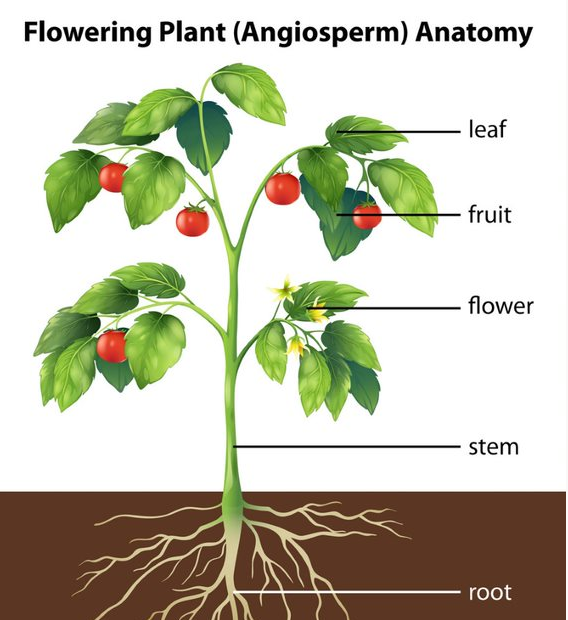 Flowering Plant (Angiosperm) Anatomy
leaf
fruit
flower
stem
root